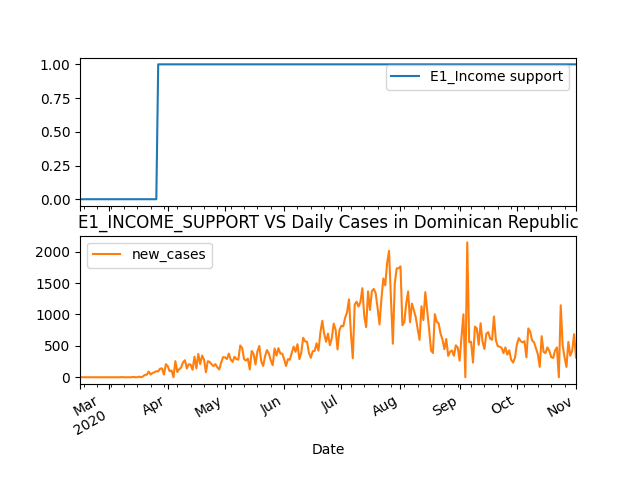 1.00
0.75
0.50
0.25
0.00
E1_Income support
E1_INCOME_SUPPORT VS Daily Cases in Dominican Republic
2000
1500
1000
500
0
new_cases
Mar
2020
Apr
May
Jun
Jul
Aug
Sep
Oct
Nov
Date